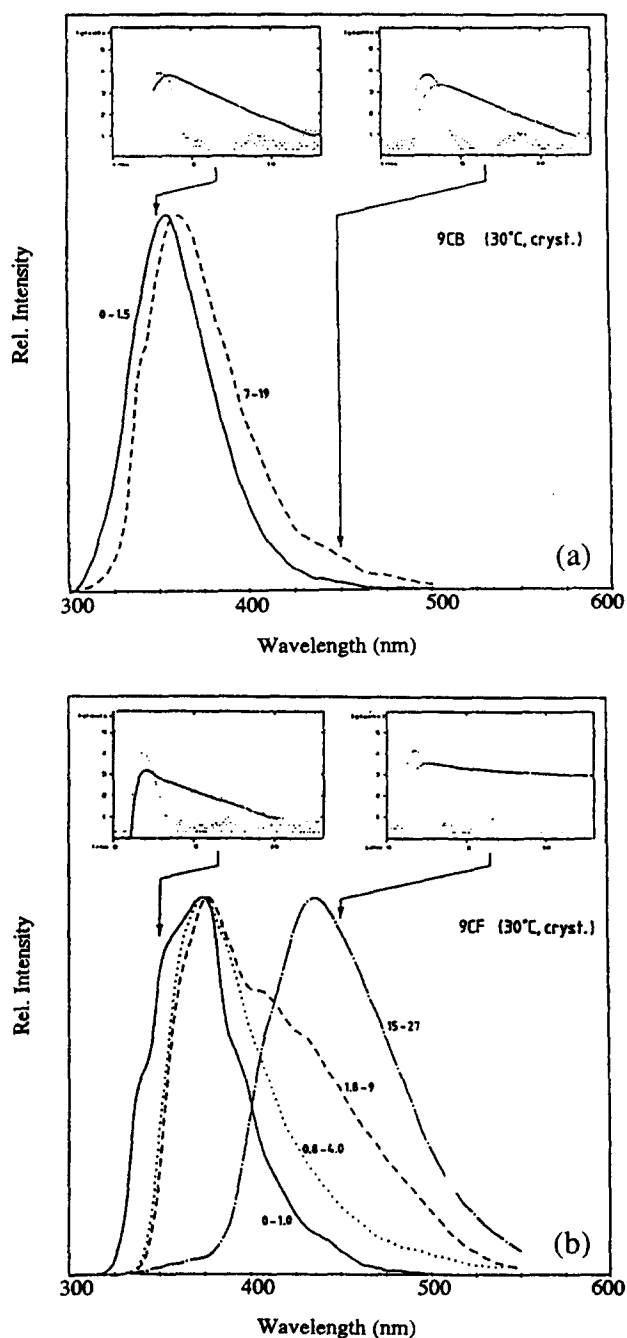 9CB (30°C, cryst.)
0-1.5
7-19
(a)
Rel. Intensity
300
400
500
600
Wavelength (nm)
9CF (30°C, cryst.)
15-27
1.8-9
0.8-4.0
0-1.0
(b)
Rel. Intensity
300
400
500
600
Wavelength (nm)